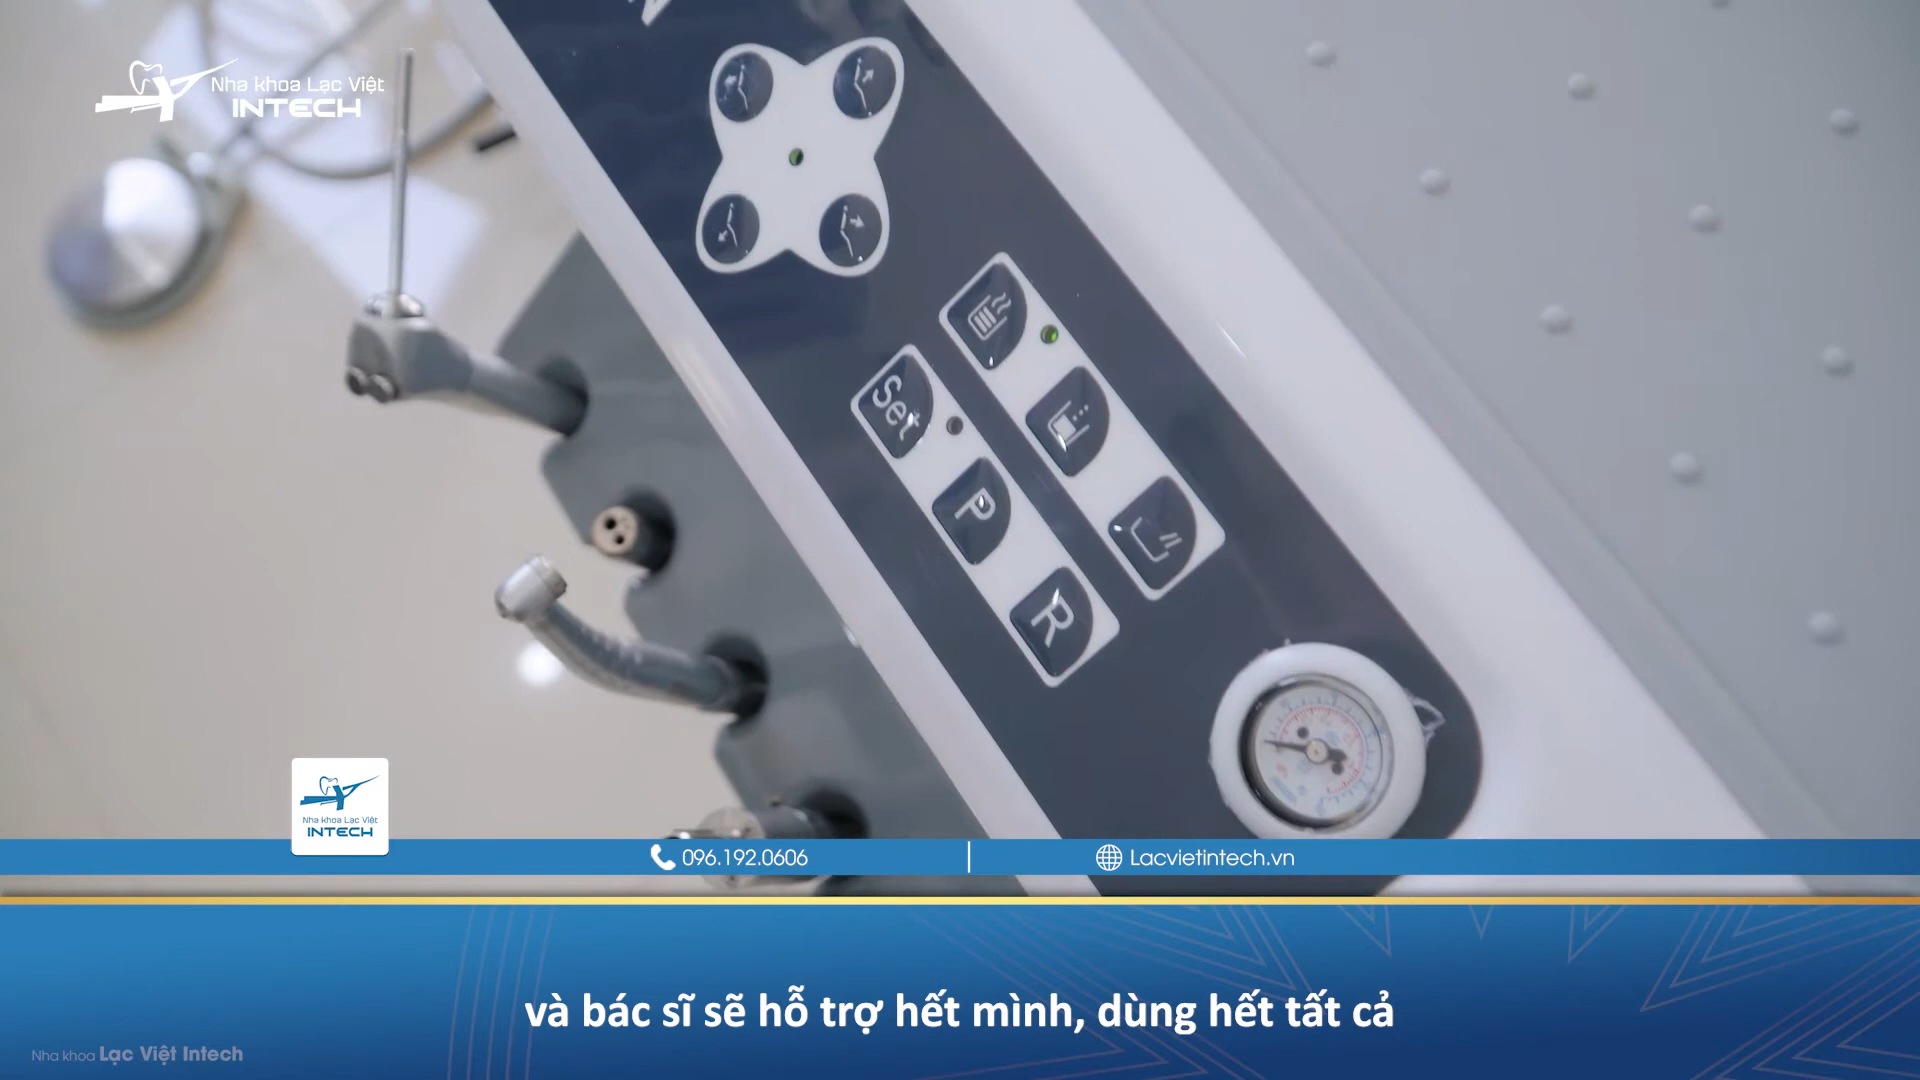 Nha khoa Lạc Việt
INTECH
Set
P
R
Nha khoa Lạc Việt
INTECH
096.192.0606
Lacvietintech.vn
và bác sĩ sẽ hỗ trợ hết mình, dùng hết tất cả
Nha khoa Lạc Việt Intech